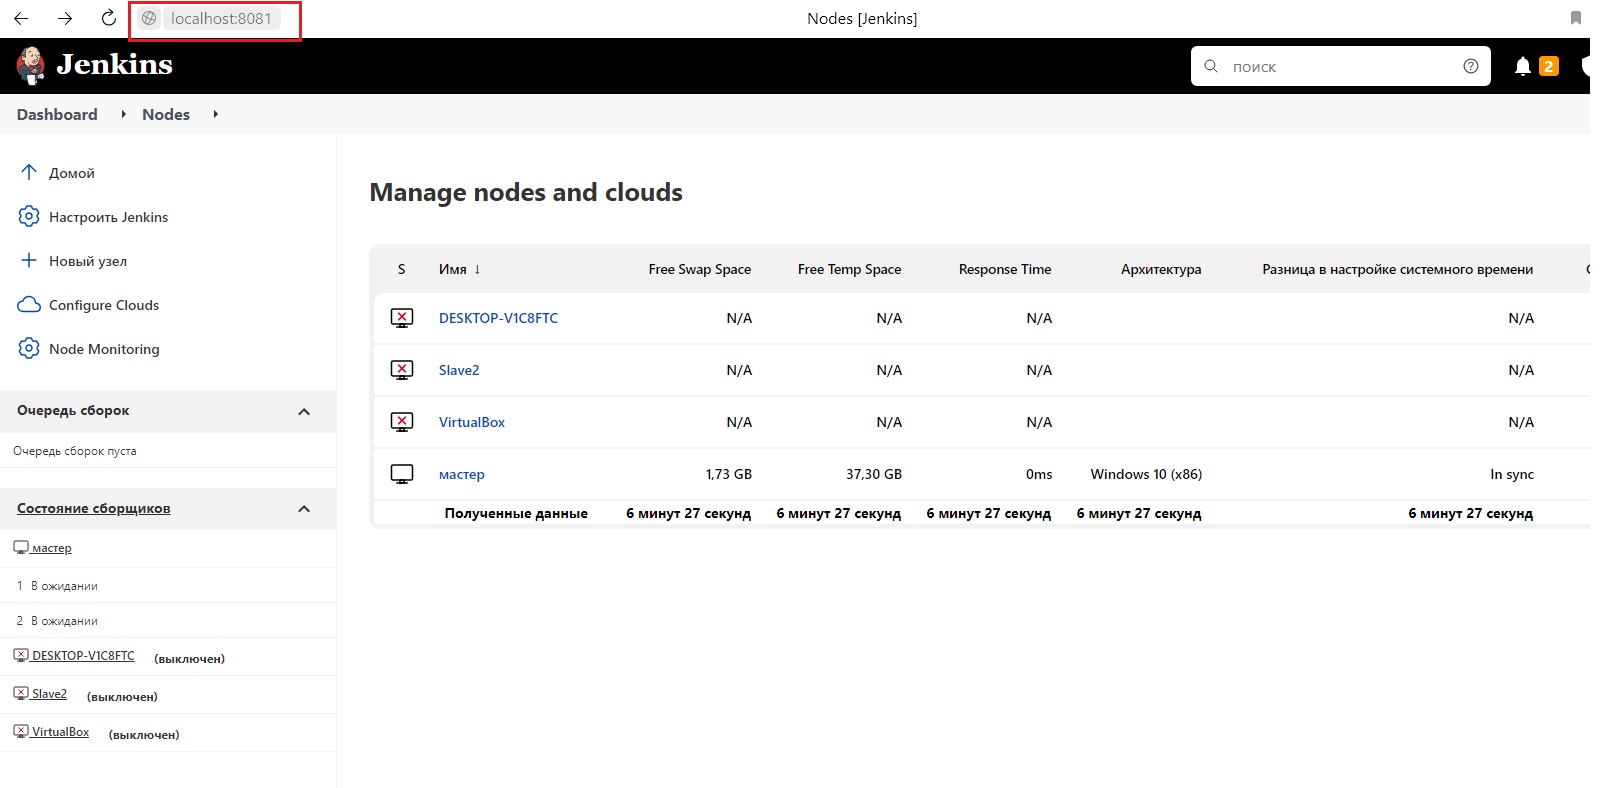 localhost:8081
Nodes [Jenkins]
Jenkins
поиск
2
Dashboard Nodes
Домой
Настроить Jenkins
Новый узел
Configure Clouds
Node Monitoring
Очередь сборок
Очередь сборок пуста
Состояние сборщиков
мастер
1 В ожидании
2 В ожидании
DESKTOP-V1C8FTC (выключен)
Slave2 (выключен)
VirtualBox (выключен)
Manage nodes and clouds
S Имя ↓ Free Swap Space Free Temp Space Response Time Архитектура Разница в настройке системного времени
DESKTOP-V1C8FTC N/A N/A N/A N/A
Slave2 N/A N/A N/A N/A
VirtualBox N/A N/A N/A N/A
мастер 1,73 GB 37,30 GB 0ms Windows 10 (x86) In sync
Полученные данные 6 минут 27 секунд 6 минут 27 секунд 6 минут 27 секунд 6 минут 27 секунд 6 минут 27 секунд